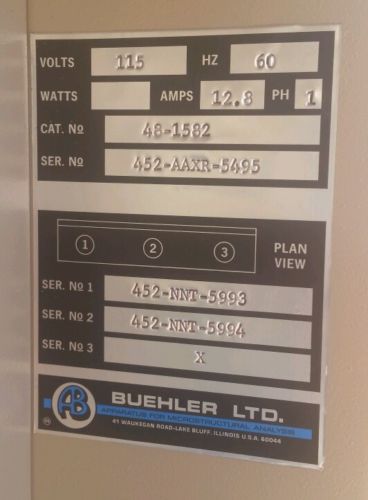 VOLTS 115 HZ 60
WATTS AMPS 12.8 PH 1
CAT. No 48-1582
SER. No 452-AAXR-5495
1 2 3 PLAN VIEW
SER. No 1 452-NNT-5993
SER. No 2 452-NNT-5994
SER. No 3 X
AB BUEHLER LTD.
APPARATUS FOR MICROSTRUCTURAL ANALYSIS
41 WAUKEGAN ROAD-LAKE BLUFF, ILLINOIS U.S.A. 60044